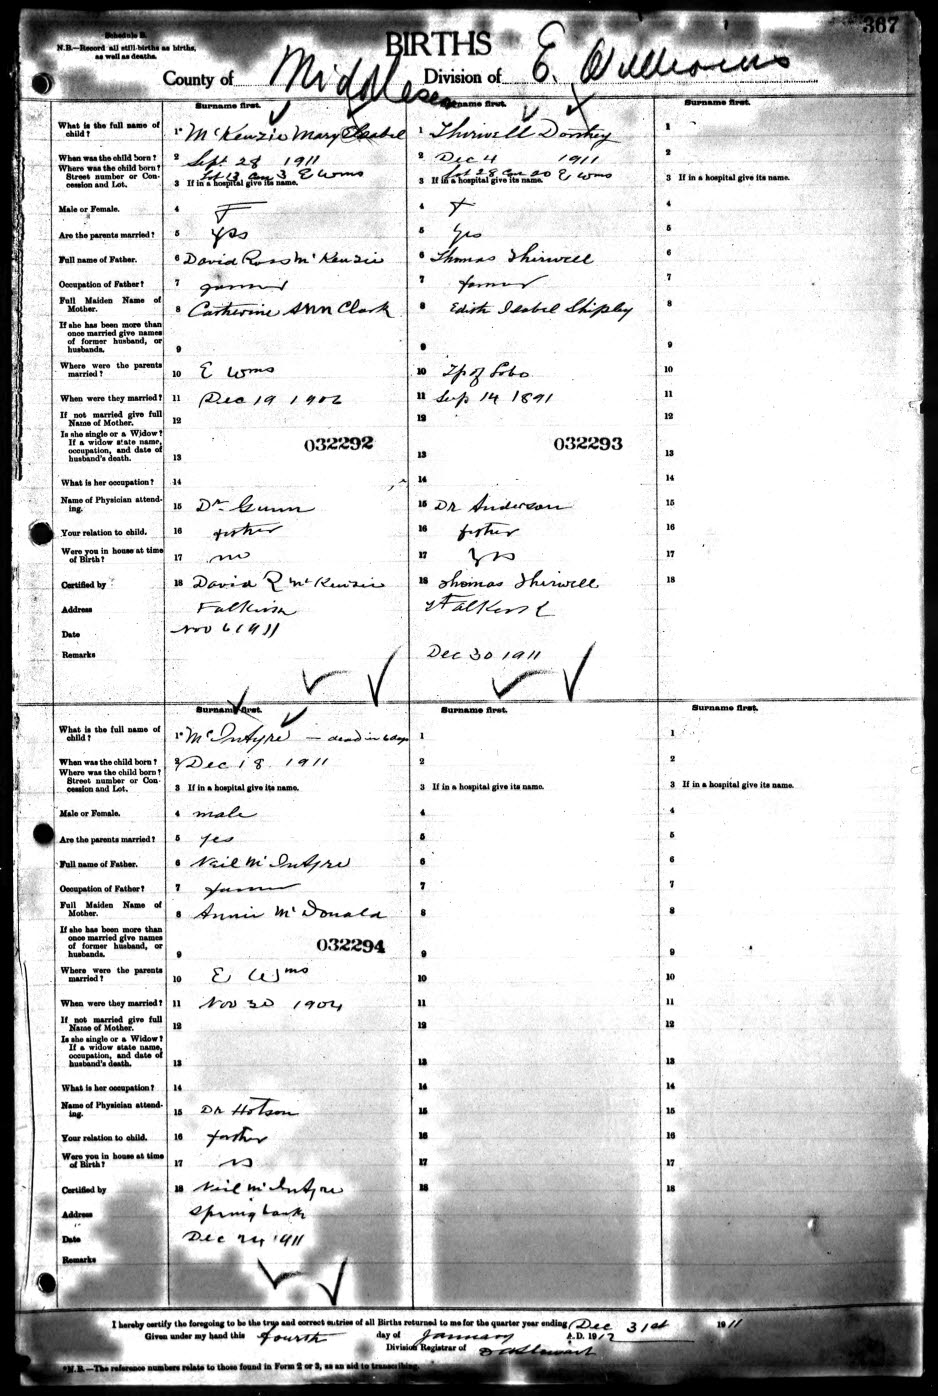 Schedule B.
N.B.—Record all still-births as births,
as well as deaths.
367
BIRTHS
County of Middlesex Division of E. Williams
Surname first. Surname first. Surname first.
What is the full name of child? 1* McKenzie Mary Isabel 1 Thirwell Dorothy 1
When was the child born? 2 Sept 28 1911 2 Dec 4 1911 2
Where was the child born? Street number or Concession and Lot. Lot 13 Con 3 E Wms Lot 28 Con 20 E Wms
3 If in a hospital give its name. 3 If in a hospital give its name. 3 If in a hospital give its name.
Male or Female. 4 F 4 F 4
Are the parents married? 5 yes 5 yes 5
Full name of Father. 6 David Ross McKenzie 6 Thomas Thirwell 6
Occupation of Father? 7 farmer 7 farmer 7
Full Maiden Name of Mother. 8 Catherine Ann Clark 8 Edith Isabel Shipley 8
If she has been more than once married give names of former husband, or husbands. 9 9 9
Where were the parents married? 10 E Wms 10 Tp of Lobo 10
When were they married? 11 Dec 19 1906 11 Sep 14 1891 11
If not married give full Name of Mother. 12 12 12
Is she single or a Widow? If a widow state name, occupation, and date of husband's death. 13 032292 13 032293 13
What is her occupation? 14 14 14
Name of Physician attending. 15 Dr Gunn 15 Dr Anderson 15
Your relation to child. 16 father 16 father 16
Were you in house at time of Birth? 17 no 17 yes 17
Certified by 18 David R McKenzie 18 Thomas Thirwell 18
Address Falkirk Falkirk
Date Nov 6 1911
Remarks Dec 30 1911
Surname first. Surname first. Surname first.
What is the full name of child? 1* McIntyre — dead in 6 days 1 1
When was the child born? 2 Dec 18 1911 2 2
Where was the child born? Street number or Concession and Lot. 3 If in a hospital give its name. 3 If in a hospital give its name. 3 If in a hospital give its name.
Male or Female. 4 male 4 4
Are the parents married? 5 yes 5 5
Full name of Father. 6 Neil McIntyre 6 6
Occupation of Father? 7 farmer 7 7
Full Maiden Name of Mother. 8 Annie McDonald 8 8
If she has been more than once married give names of former husband, or husbands. 9 032294 9 9
Where were the parents married? 10 E Wms 10 10
When were they married? 11 Nov 30 1904 11 11
If not married give full Name of Mother. 12 12 12
Is she single or a Widow? If a widow state name, occupation, and date of husband's death. 13 13 13
What is her occupation? 14 14 14
Name of Physician attending. 15 Dr Hotson 15 15
Your relation to child. 16 father 16 16
Were you in house at time of Birth? 17 no 17 17
Certified by 18 Neil McIntyre 18 18
Address Springbank
Date Dec 24 1911
Remarks
I hereby certify the foregoing to be the true and correct entries of all Births returned to me for the quarter year ending Dec 31st 1911
Given under my hand this fourth day of January A.D. 1912
Division Registrar of Stewart
*N.B.—The reference numbers relate to those found in Form 2 or 3, as an aid to transcribing.